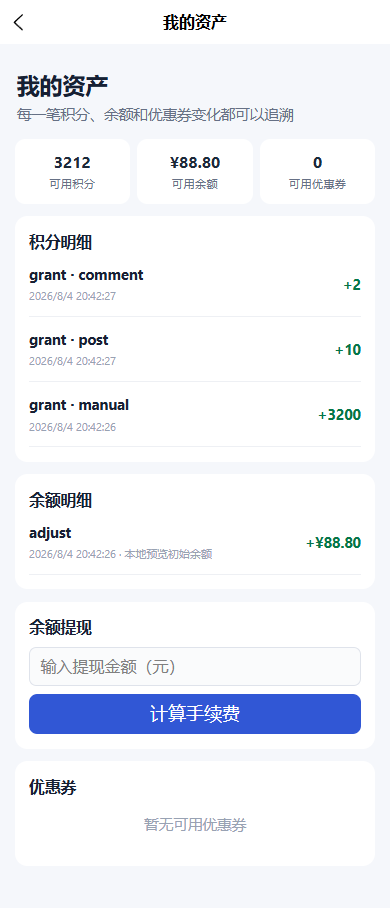 我的资产
我的资产
每一笔积分、余额和优惠券变化都可以追溯
3212
可用积分
¥88.80
可用余额
0
可用优惠券
积分明细
grant · comment
2026/8/4 20:42:27
+2
grant · post
2026/8/4 20:42:27
+10
grant · manual
2026/8/4 20:42:26
+3200
余额明细
adjust
2026/8/4 20:42:26 · 本地预览初始余额
+¥88.80
余额提现
输入提现金额（元）
计算手续费
优惠券
暂无可用优惠券